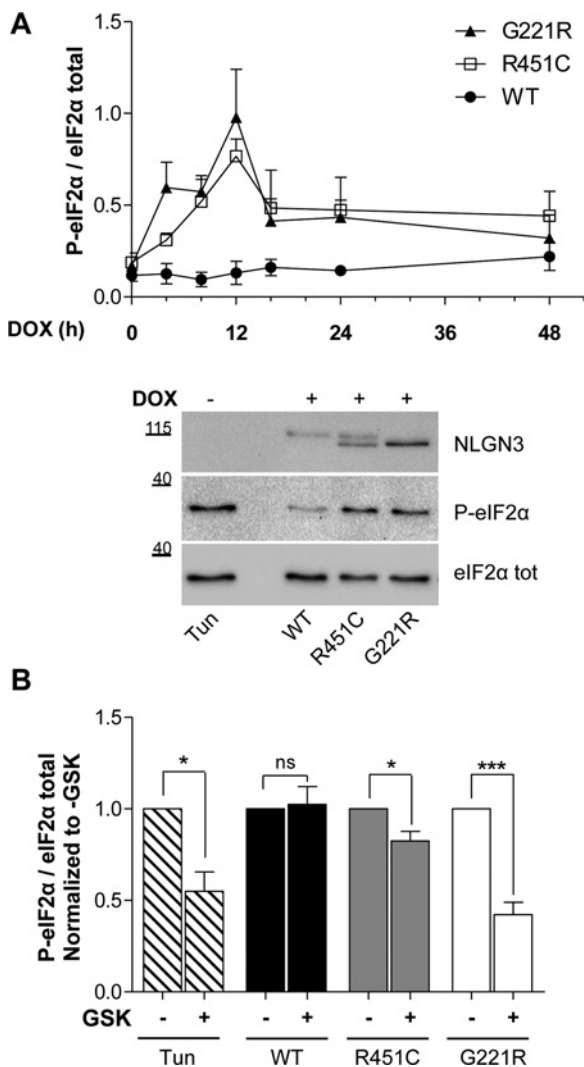 A
1.5
1.0
0.5
0.0
P-eIF2α / eIF2α total
G221R
R451C
WT
DOX (h)
0 12 24 36 48
DOX - + + +
115
NLGN3
40
P-eIF2α
40
eIF2α tot
Tun WT R451C G221R
B
1.5
1.0
0.5
0.0
P-eIF2α / eIF2α total
Normalized to -GSK
* ns * ***
GSK - + - + - + - +
Tun WT R451C G221R